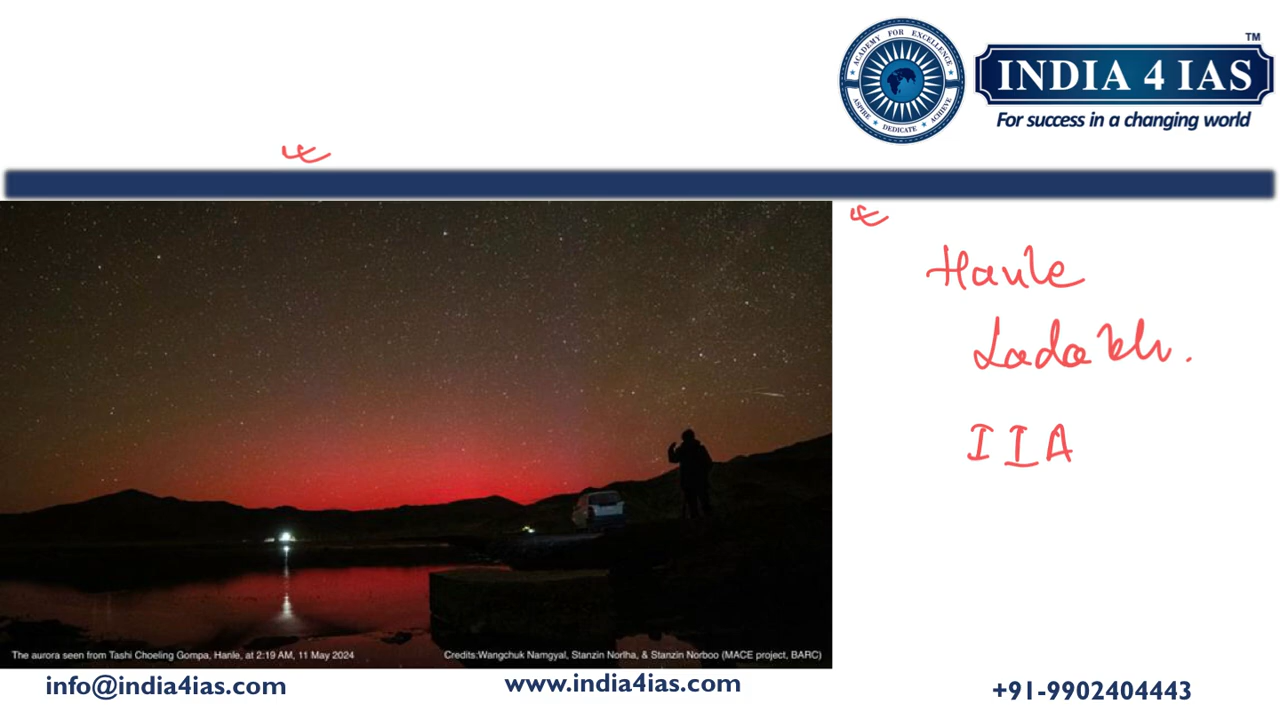 ACADEMY FOR EXCELLENCE
ASPIRE ★ DEDICATE ★ ACHIEVE
TM
INDIA 4 IAS
For success in a changing world
Hanle
Ladakh.
IIA
The aurora seen from Tashi Choeling Gompa, Hanle, at 2:19 AM, 11 May 2024
Credits:Wangchuk Namgyal, Stanzin Norlha, & Stanzin Norboo (MACE project, BARC)
info@india4ias.com
www.india4ias.com
+91-9902404443